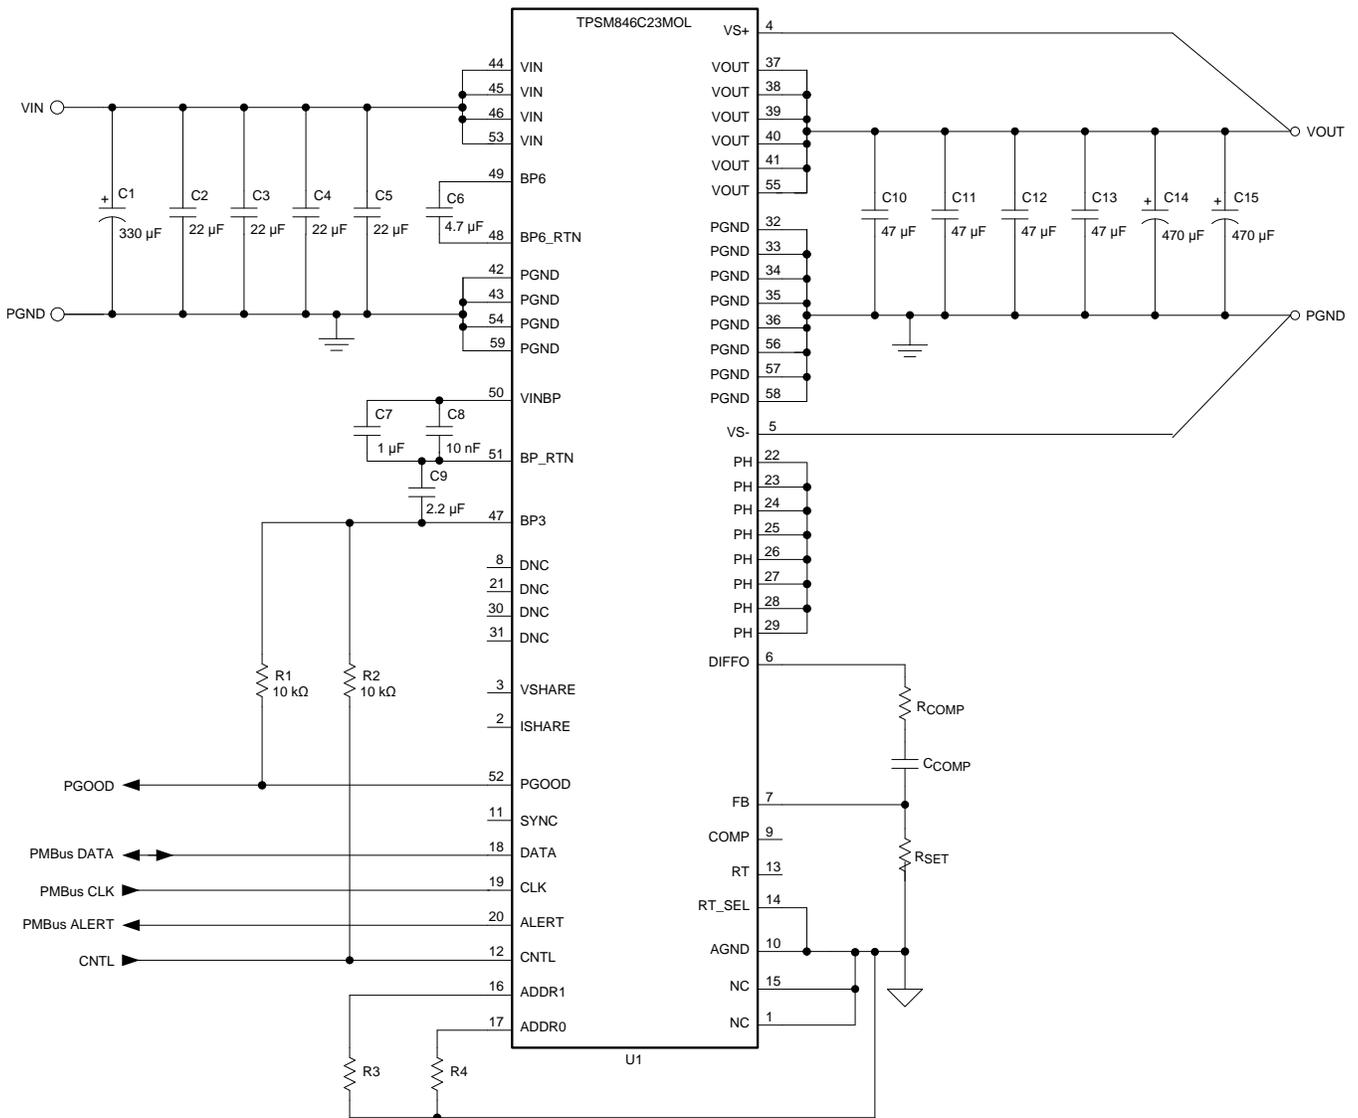 TPSM846C23MOL
VIN
PGND
C1
+
330 µF
C2
22 µF
C3
22 µF
C4
22 µF
C5
22 µF
44 VIN
45 VIN
46 VIN
53 VIN
49 BP6
C6
4.7 µF
48 BP6_RTN
42 PGND
43 PGND
54 PGND
59 PGND
50 VINBP
C7
1 µF
C8
10 nF
51 BP_RTN
C9
2.2 µF
47 BP3
8 DNC
21 DNC
30 DNC
31 DNC
R1
10 kΩ
R2
10 kΩ
3 VSHARE
2 ISHARE
PGOOD
52 PGOOD
11 SYNC
PMBus DATA
18 DATA
PMBus CLK
19 CLK
PMBus ALERT
20 ALERT
CNTL
12 CNTL
16 ADDR1
17 ADDR0
R3
R4
U1
VS+ 4
VOUT 37
VOUT 38
VOUT 39
VOUT 40
VOUT 41
VOUT 55
VOUT
C10
47 µF
C11
47 µF
C12
47 µF
C13
47 µF
+
C14
470 µF
+
C15
470 µF
PGND 32
PGND 33
PGND 34
PGND 35
PGND 36
PGND 56
PGND 57
PGND 58
PGND
VS- 5
PH 22
PH 23
PH 24
PH 25
PH 26
PH 27
PH 28
PH 29
DIFFO 6
RCOMP
CCOMP
FB 7
COMP 9
RSET
RT 13
RT_SEL 14
AGND 10
NC 15
NC 1